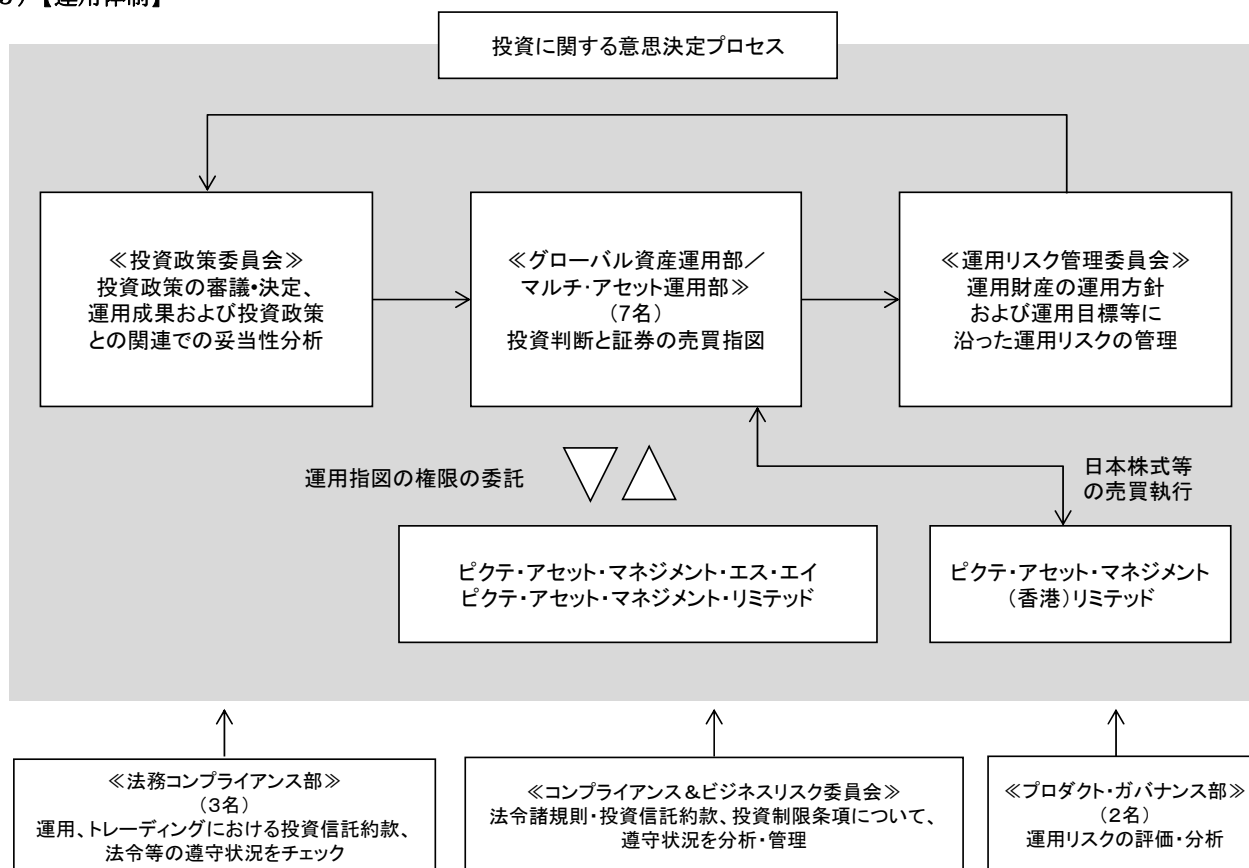 【運用体制】
投資に関する意思決定プロセス
≪投資政策委員会≫
投資政策の審議・決定、
運用成果および投資政策
との関連での妥当性分析
≪グローバル資産運用部／
マルチ・アセット運用部≫
（7名）
投資判断と証券の売買指図
≪運用リスク管理委員会≫
運用財産の運用方針
および運用目標等に
沿った運用リスクの管理
運用指図の権限の委託
日本株式等
の売買執行
ピクテ・アセット・マネジメント・エス・エイ
ピクテ・アセット・マネジメント・リミテッド
ピクテ・アセット・マネジメント
（香港）リミテッド
≪法務コンプライアンス部≫
（3名）
運用、トレーディングにおける投資信託約款、
法令等の遵守状況をチェック
≪コンプライアンス＆ビジネスリスク委員会≫
法令諸規則・投資信託約款、投資制限条項について、
遵守状況を分析・管理
≪プロダクト・ガバナンス部≫
（2名）
運用リスクの評価・分析